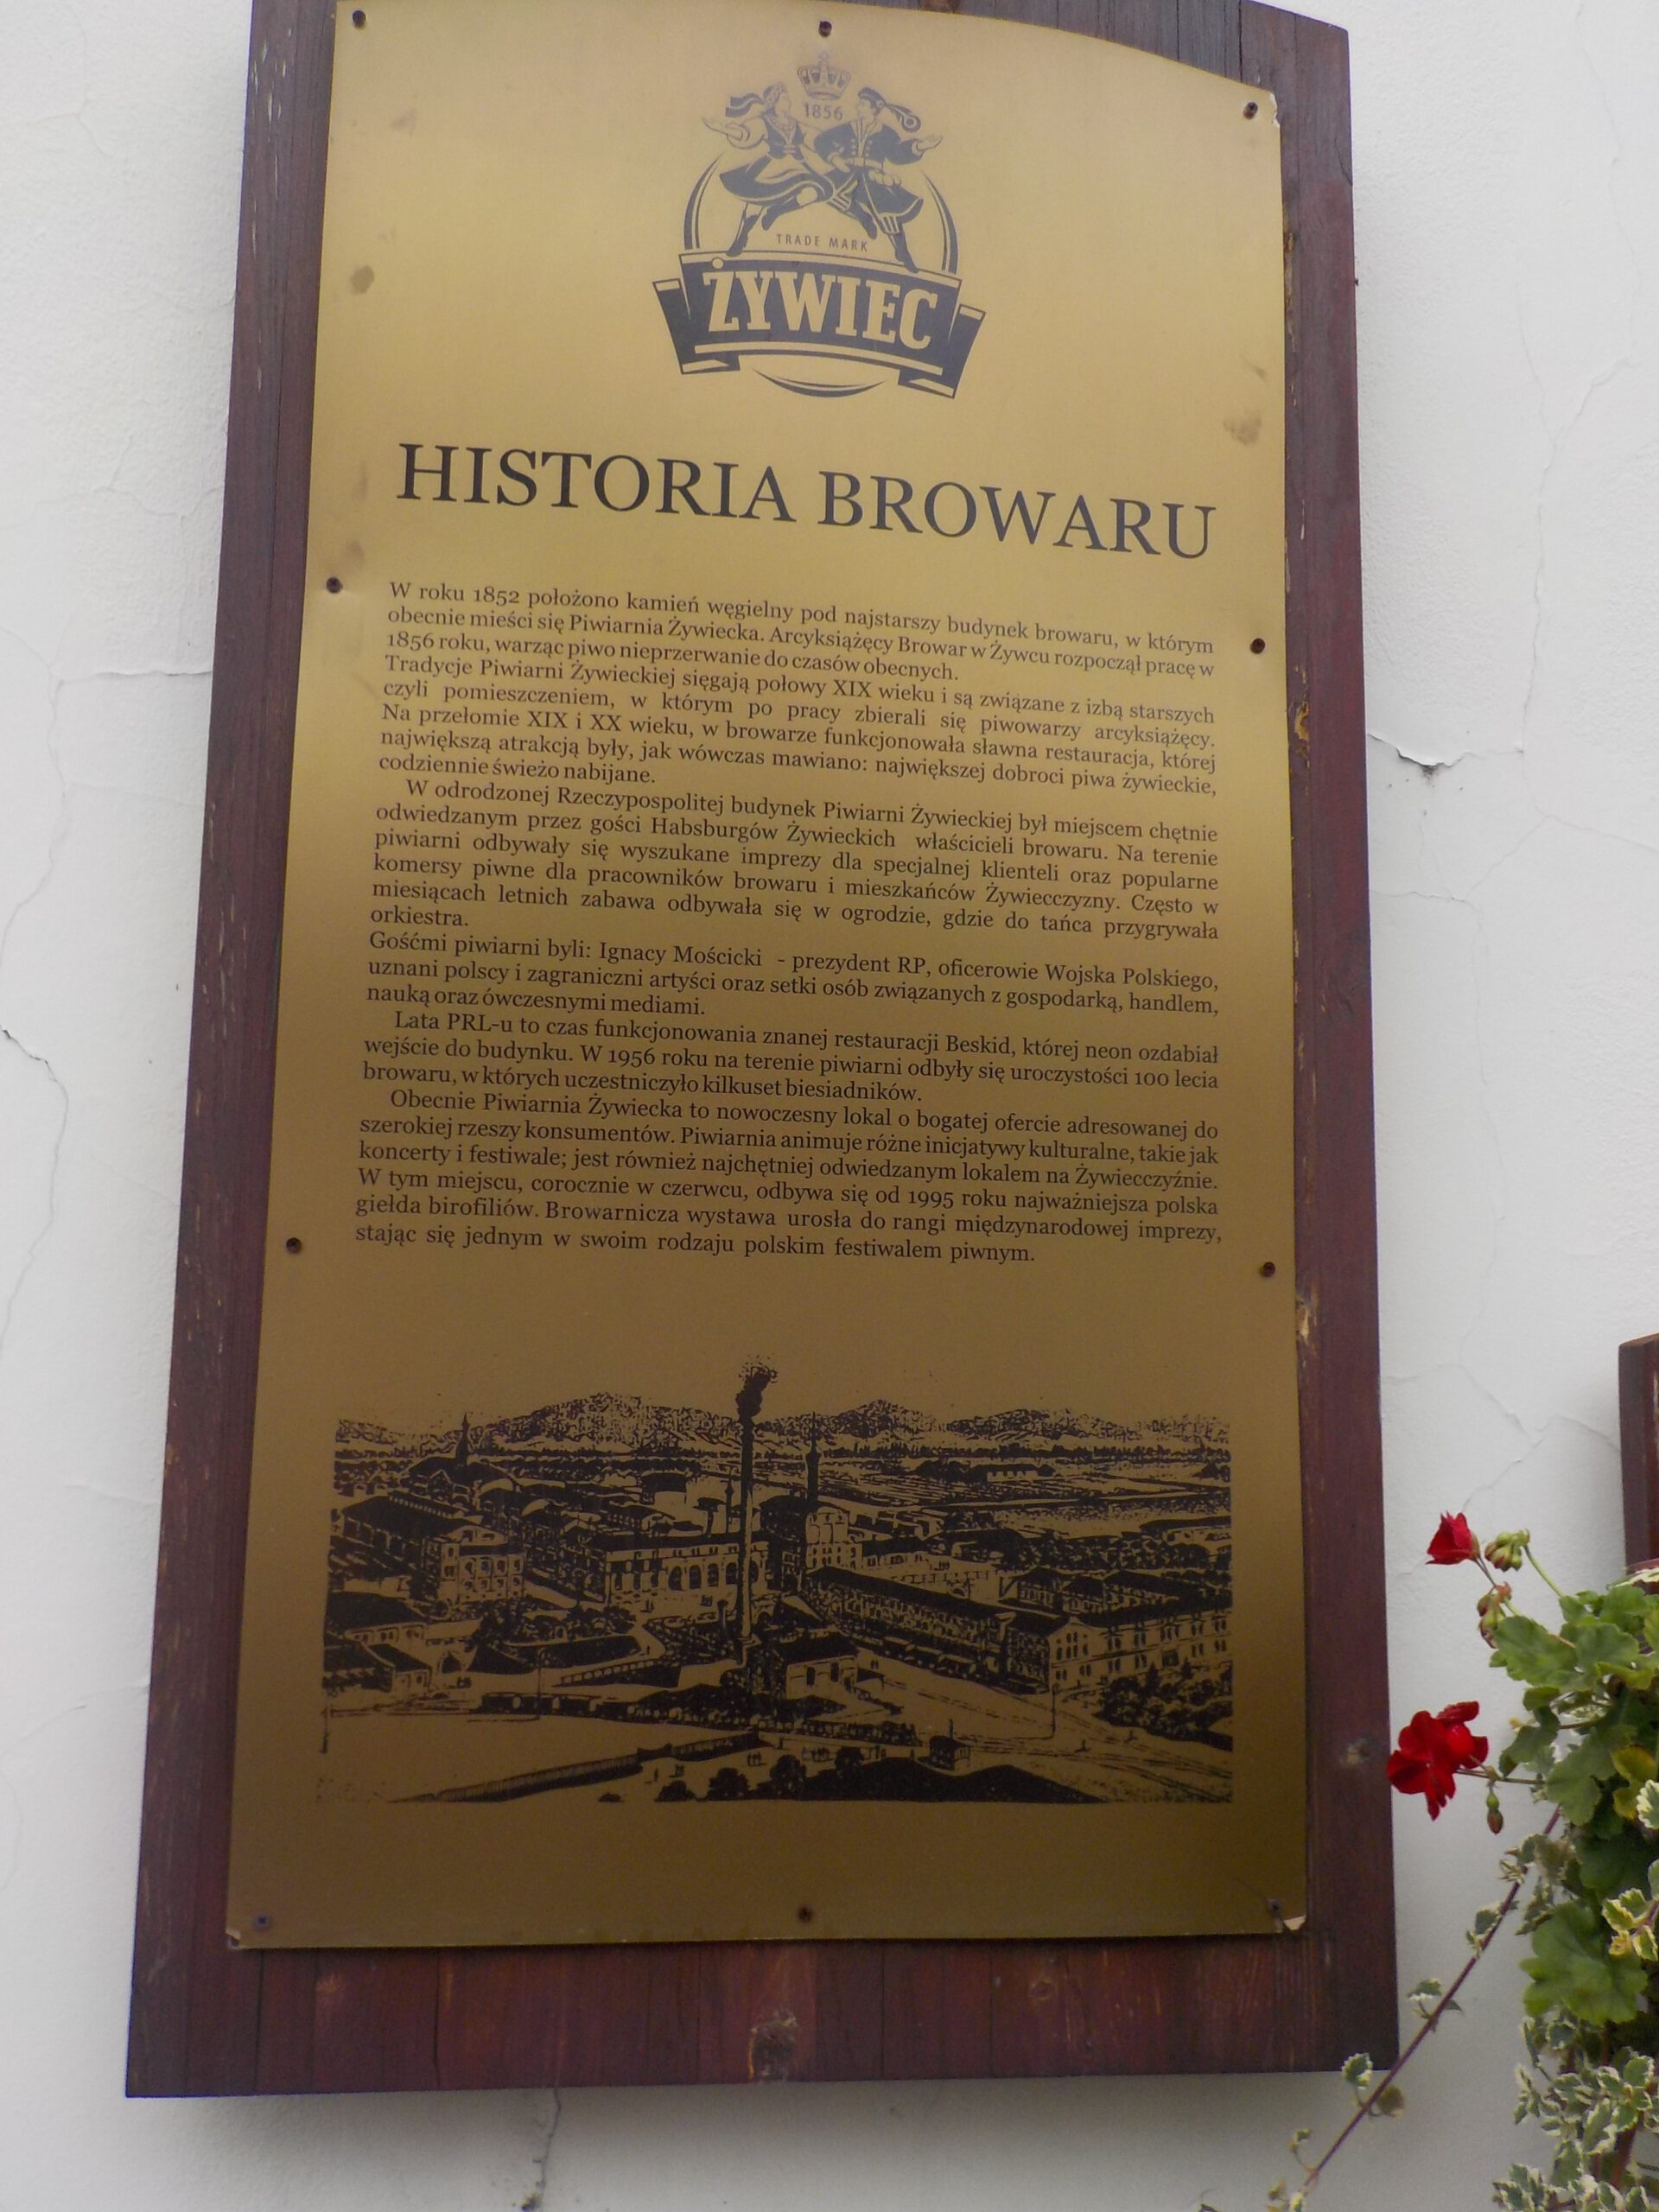 1856
TRADE MARK
ŻYWIEC
HISTORIA BROWARU
W roku 1852 położono kamień węgielny pod najstarszy budynek browaru, w którym
obecnie mieści się Piwiarnia Żywiecka. Arcyksiążęcy Browar w Żywcu rozpoczął pracę w
1856 roku, warząc piwo nieprzerwanie do czasów obecnych.
Tradycje Piwiarni Żywieckiej sięgają połowy XIX wieku i są związane z izbą starszych
czyli pomieszczeniem, w którym po pracy zbierali się piwowarzy arcyksiążęcy.
Na przełomie XIX i XX wieku, w browarze funkcjonowała sławna restauracja, której
największą atrakcją były, jak wówczas mawiano: największej dobroci piwa żywieckie,
codziennie świeżo nabijane.
W odrodzonej Rzeczypospolitej budynek Piwiarni Żywieckiej był miejscem chętnie
odwiedzanym przez gości Habsburgów Żywieckich właścicieli browaru. Na terenie
piwiarni odbywały się wyszukane imprezy dla specjalnej klienteli oraz popularne
komersy piwne dla pracowników browaru i mieszkańców Żywiecczyzny. Często w
miesiącach letnich zabawa odbywała się w ogrodzie, gdzie do tańca przygrywała
orkiestra.
Gośćmi piwiarni byli: Ignacy Mościcki - prezydent RP, oficerowie Wojska Polskiego,
uznani polscy i zagraniczni artyści oraz setki osób związanych z gospodarką, handlem,
nauką oraz ówczesnymi mediami.
Lata PRL-u to czas funkcjonowania znanej restauracji Beskid, której neon ozdabiał
wejście do budynku. W 1956 roku na terenie piwiarni odbyły się uroczystości 100 lecia
browaru, w których uczestniczyło kilkuset biesiadników.
Obecnie Piwiarnia Żywiecka to nowoczesny lokal o bogatej ofercie adresowanej do
szerokiej rzeszy konsumentów. Piwiarnia animuje różne inicjatywy kulturalne, takie jak
koncerty i festiwale; jest również najchętniej odwiedzanym lokalem na Żywiecczyźnie.
W tym miejscu, corocznie w czerwcu, odbywa się od 1995 roku najważniejsza polska
giełda birofiliów. Browarnicza wystawa urosła do rangi międzynarodowej imprezy,
stając się jednym w swoim rodzaju polskim festiwalem piwnym.